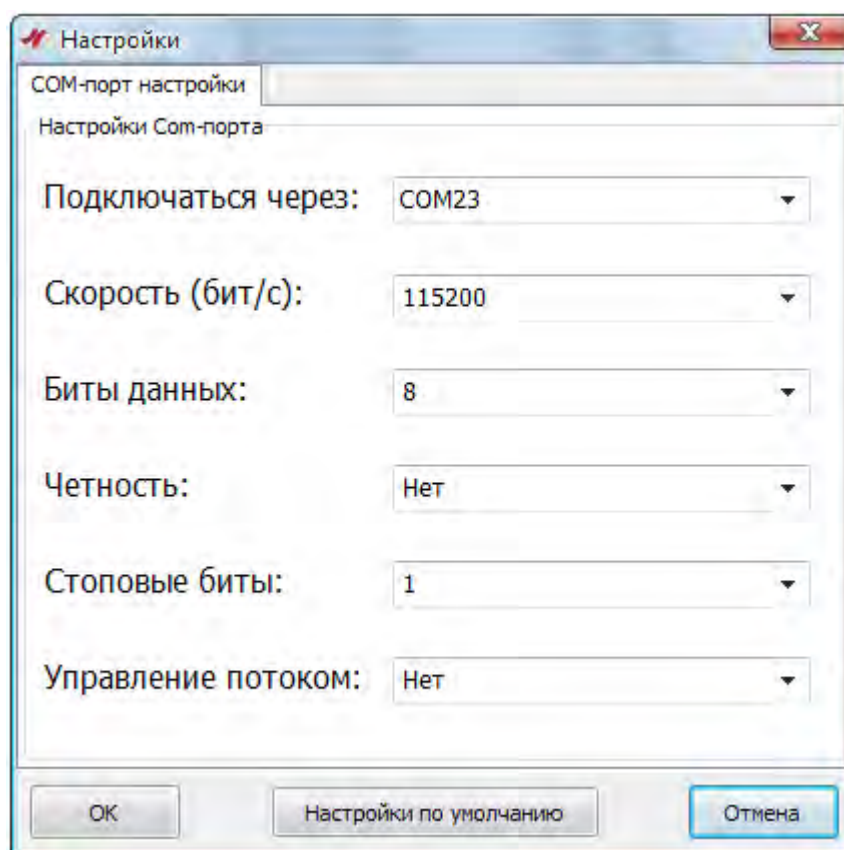 Настройки
COM-порт настройки
Настройки Com-порта
Подключаться через: COM23
Скорость (бит/с): 115200
Биты данных: 8
Четность: Нет
Стоповые биты: 1
Управление потоком: Нет
OK Настройки по умолчанию Отмена